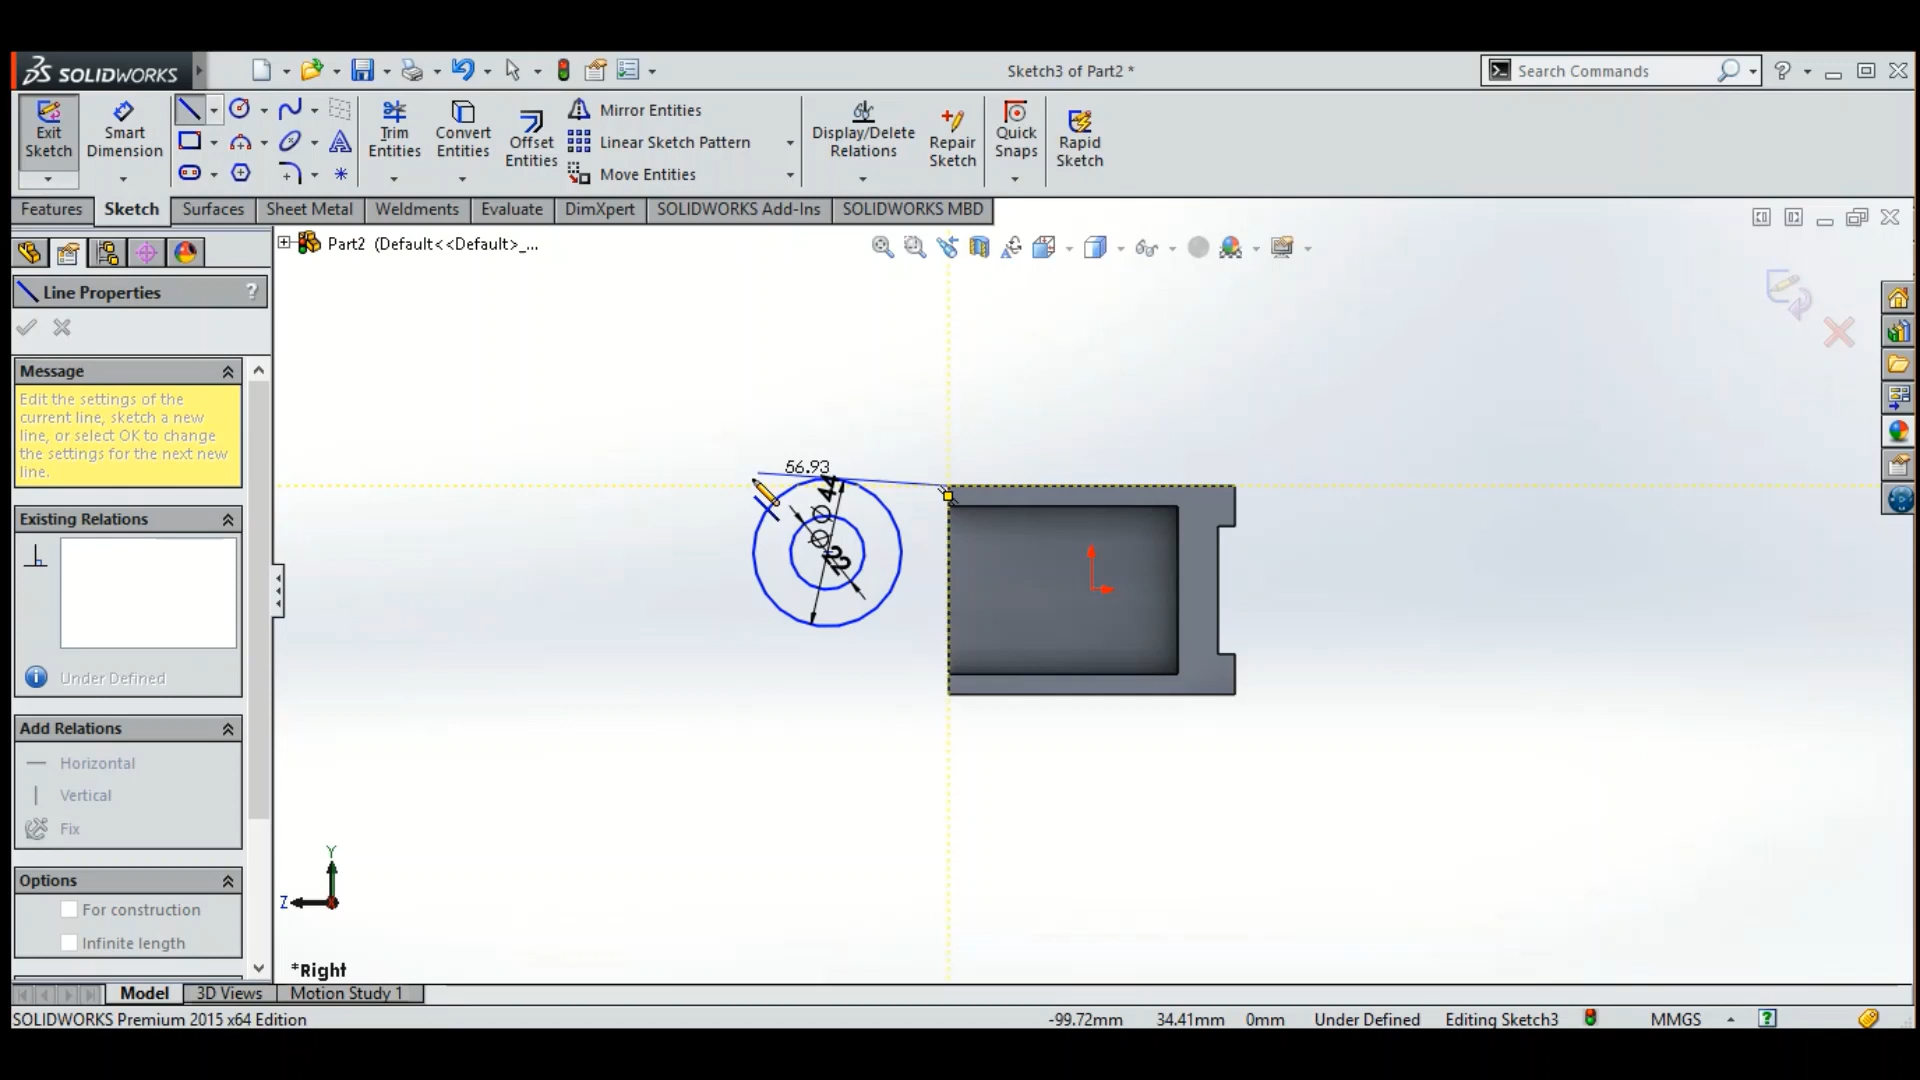 SOLIDWORKS
Sketch3 of Part2 *
Search Commands
Exit Sketch
Smart Dimension
Trim Entities
Convert Entities
Offset Entities
Mirror Entities
Linear Sketch Pattern
Move Entities
Display/Delete Relations
Repair Sketch
Quick Snaps
Rapid Sketch
Features
Sketch
Surfaces
Sheet Metal
Weldments
Evaluate
DimXpert
SOLIDWORKS Add-Ins
SOLIDWORKS MBD
Part2 (Default<<Default>_...
Line Properties
?
Message
Edit the settings of the
current line, sketch a new
line, or select OK to change
the settings for the next new
line.
Existing Relations
Under Defined
Add Relations
Horizontal
Vertical
Fix
Options
For construction
Infinite length
56.93
Ø 44
Ø 22
Y
Z
*Right
Model
3D Views
Motion Study 1
SOLIDWORKS Premium 2015 x64 Edition
-99.72mm
34.41mm
0mm
Under Defined
Editing Sketch3
MMGS
?